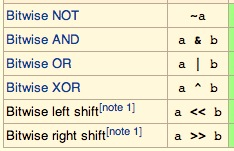 Bitwise NOT ~a
Bitwise AND a & b
Bitwise OR a | b
Bitwise XOR a ^ b
Bitwise left shift[note 1] a << b
Bitwise right shift[note 1] a >> b